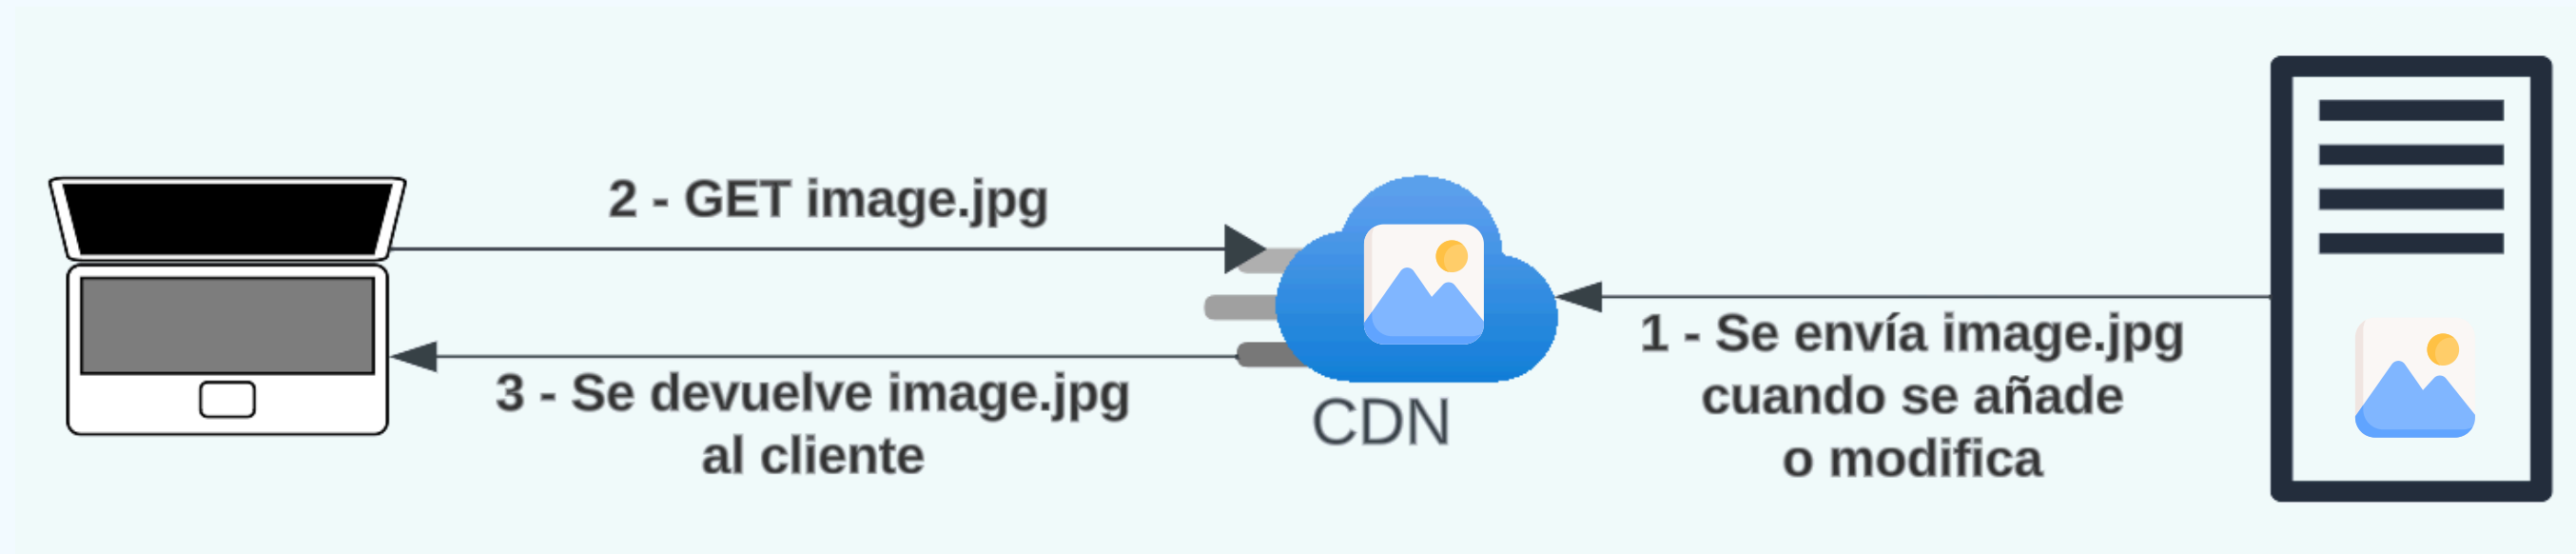 2 - GET image.jpg
3 - Se devuelve image.jpg
al cliente
CDN
1 - Se envía image.jpg
cuando se añade
o modifica